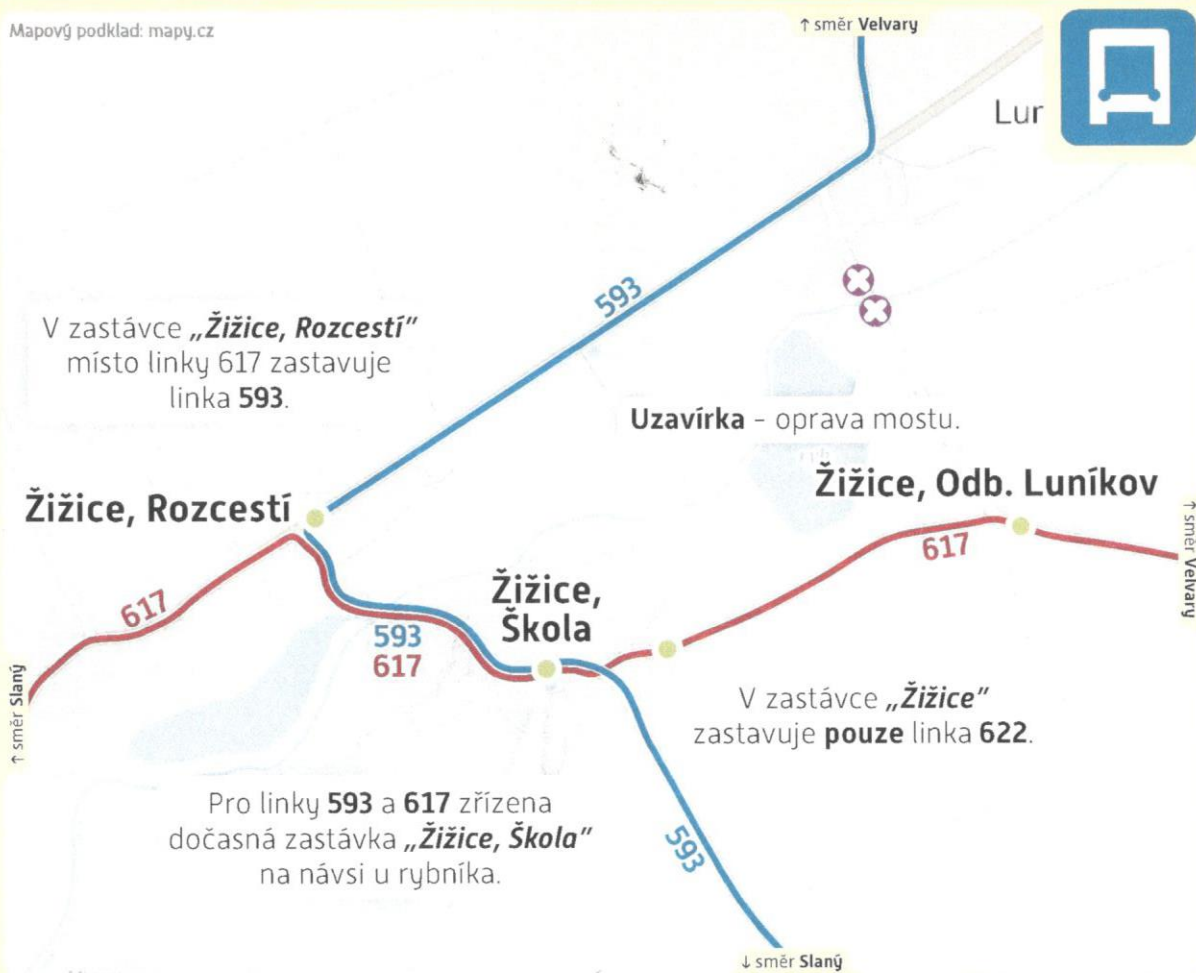 Mapový podklad: mapy.cz
↑ směr Velvary
Lur
593
V zastávce „Žižice, Rozcestí”
místo linky 617 zastavuje
linka 593.
Uzavírka - oprava mostu.
Žižice, Rozcestí
Žižice, Odb. Luníkov
617
↑ směr Velvary
617
593
617
Žižice,
Škola
↑ směr Slaný
V zastávce „Žižice”
zastavuje pouze linka 622.
Pro linky 593 a 617 zřízena
dočasná zastávka „Žižice, Škola”
na návsi u rybníka.
593
↓ směr Slaný